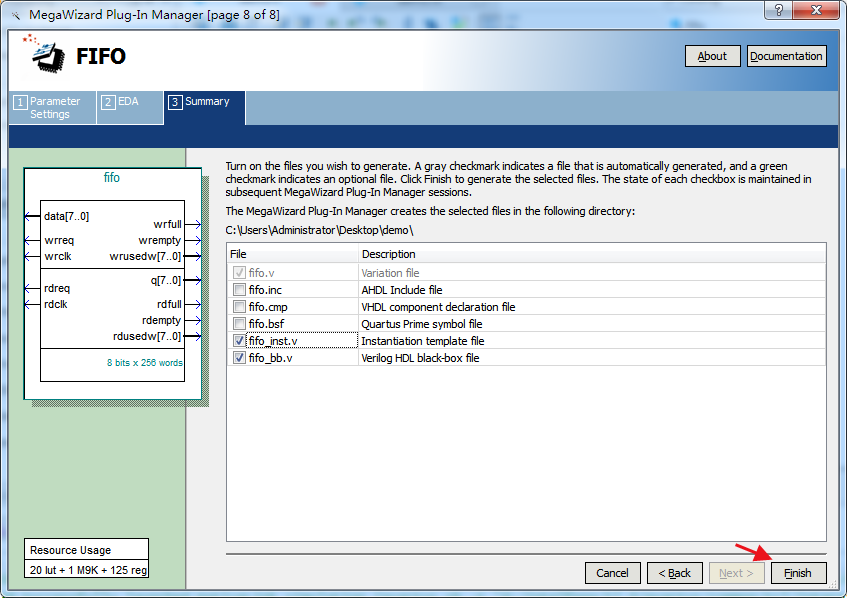 MegaWizard Plug-In Manager [page 8 of 8]
FIFO
About
Documentation
1 Parameter Settings
2 EDA
3 Summary
fifo
data[7..0]
wrreq
wrclk
wrfull
wrempty
wrusedw[7..0]
rdreq
rdclk
q[7..0]
rdfull
rdempty
rdusedw[7..0]
8 bits x 256 words
Resource Usage
20 lut + 1 M9K + 125 reg
Turn on the files you wish to generate. A gray checkmark indicates a file that is automatically generated, and a green
checkmark indicates an optional file. Click Finish to generate the selected files. The state of each checkbox is maintained in
subsequent MegaWizard Plug-In Manager sessions.
The MegaWizard Plug-In Manager creates the selected files in the following directory:
C:\Users\Administrator\Desktop\demo\
File Description
fifo.v Variation file
fifo.inc AHDL Include file
fifo.cmp VHDL component declaration file
fifo.bsf Quartus Prime symbol file
fifo_inst.v Instantiation template file
fifo_bb.v Verilog HDL black-box file
Cancel
< Back
Next >
Finish